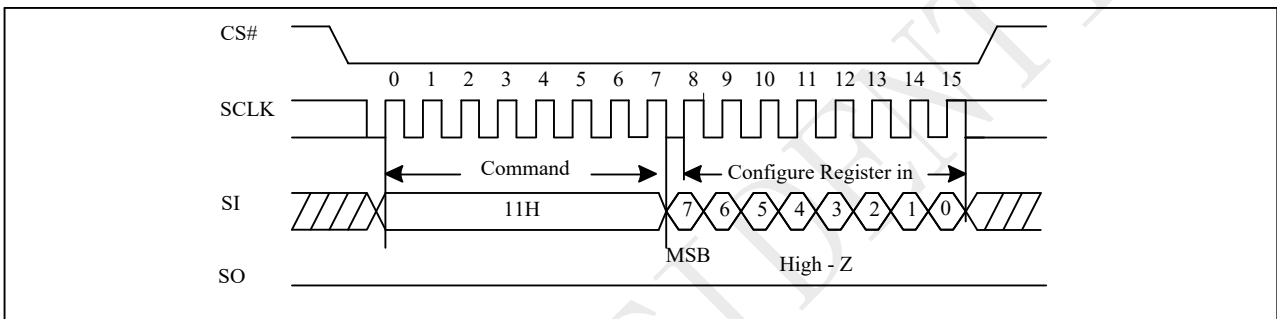 CS#
0 1 2 3 4 5 6 7 8 9 10 11 12 13 14 15
SCLK
Command
Configure Register in
SI
11H
7 6 5 4 3 2 1 0
MSB
High - Z
SO